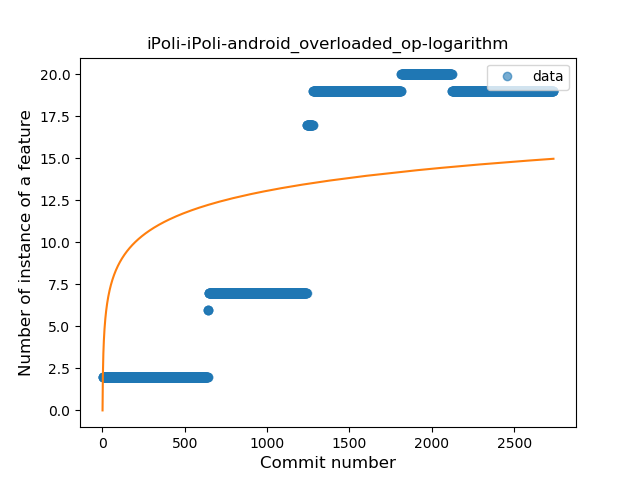 iPoli-iPoli-android_overloaded_op-logarithm
data
Number of instance of a feature
20.0
17.5
15.0
12.5
10.0
7.5
5.0
2.5
0.0
0 500 1000 1500 2000 2500
Commit number